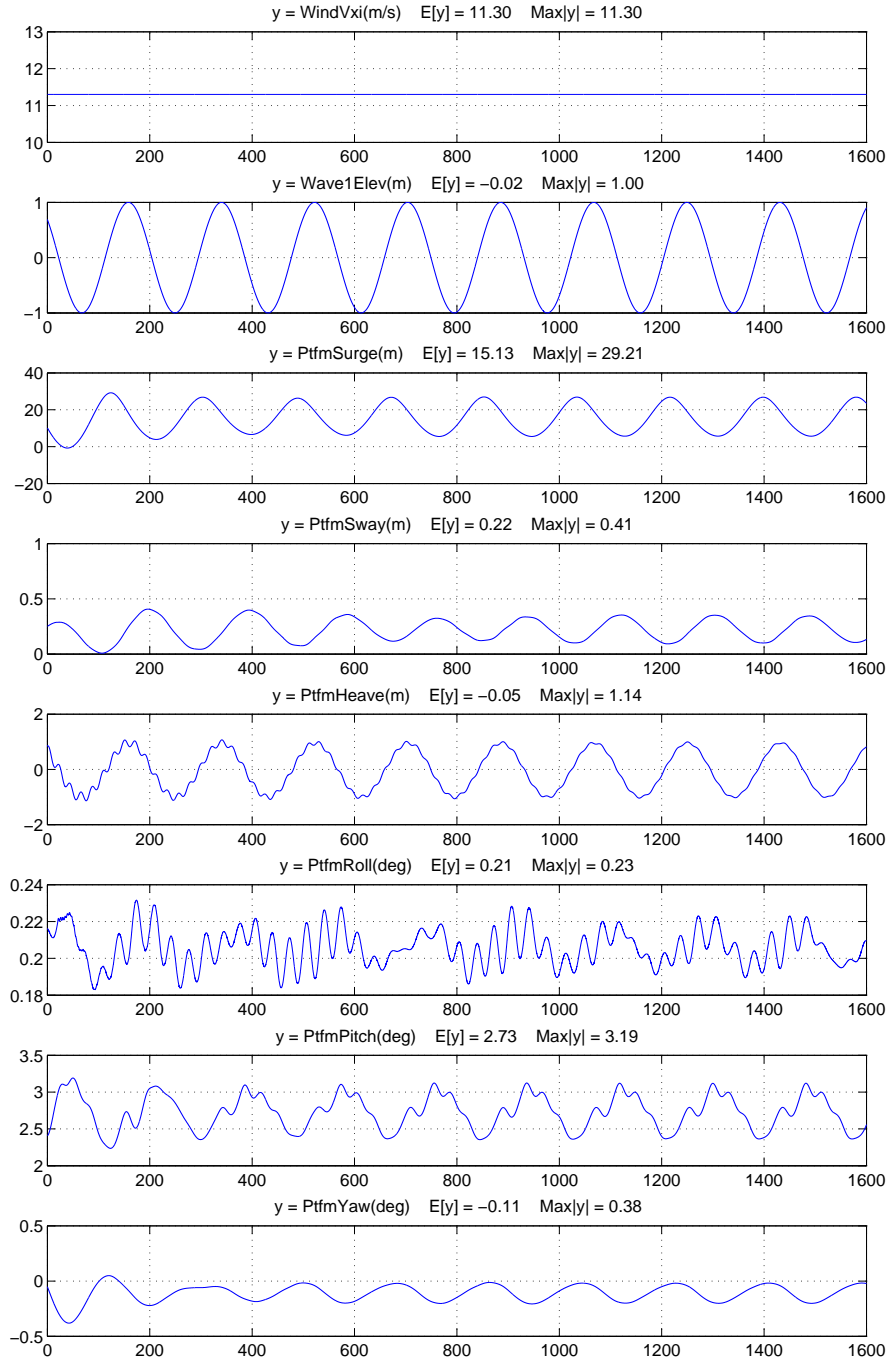 y = WindVxi(m/s) E[y] = 11.30 Max|y| = 11.30
13
12
11
10
0 200 400 600 800 1000 1200 1400 1600
y = Wave1Elev(m) E[y] = −0.02 Max|y| = 1.00
1
0
−1
0 200 400 600 800 1000 1200 1400 1600
y = PtfmSurge(m) E[y] = 15.13 Max|y| = 29.21
40
20
0
−20
0 200 400 600 800 1000 1200 1400 1600
y = PtfmSway(m) E[y] = 0.22 Max|y| = 0.41
1
0.5
0
0 200 400 600 800 1000 1200 1400 1600
y = PtfmHeave(m) E[y] = −0.05 Max|y| = 1.14
2
0
−2
0 200 400 600 800 1000 1200 1400 1600
y = PtfmRoll(deg) E[y] = 0.21 Max|y| = 0.23
0.24
0.22
0.2
0.18
0 200 400 600 800 1000 1200 1400 1600
y = PtfmPitch(deg) E[y] = 2.73 Max|y| = 3.19
3.5
3
2.5
2
0 200 400 600 800 1000 1200 1400 1600
y = PtfmYaw(deg) E[y] = −0.11 Max|y| = 0.38
0.5
0
−0.5
0 200 400 600 800 1000 1200 1400 1600